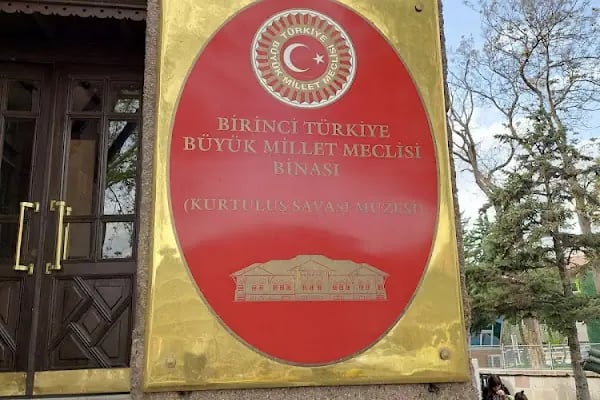 TÜRKİYE
BÜYÜK MİLLET MECLİSİ
BİRİNCİ TÜRKİYE
BÜYÜK MİLLET MECLİSİ
BİNASI
(KURTULUŞ SAVAŞI MÜZESİ)